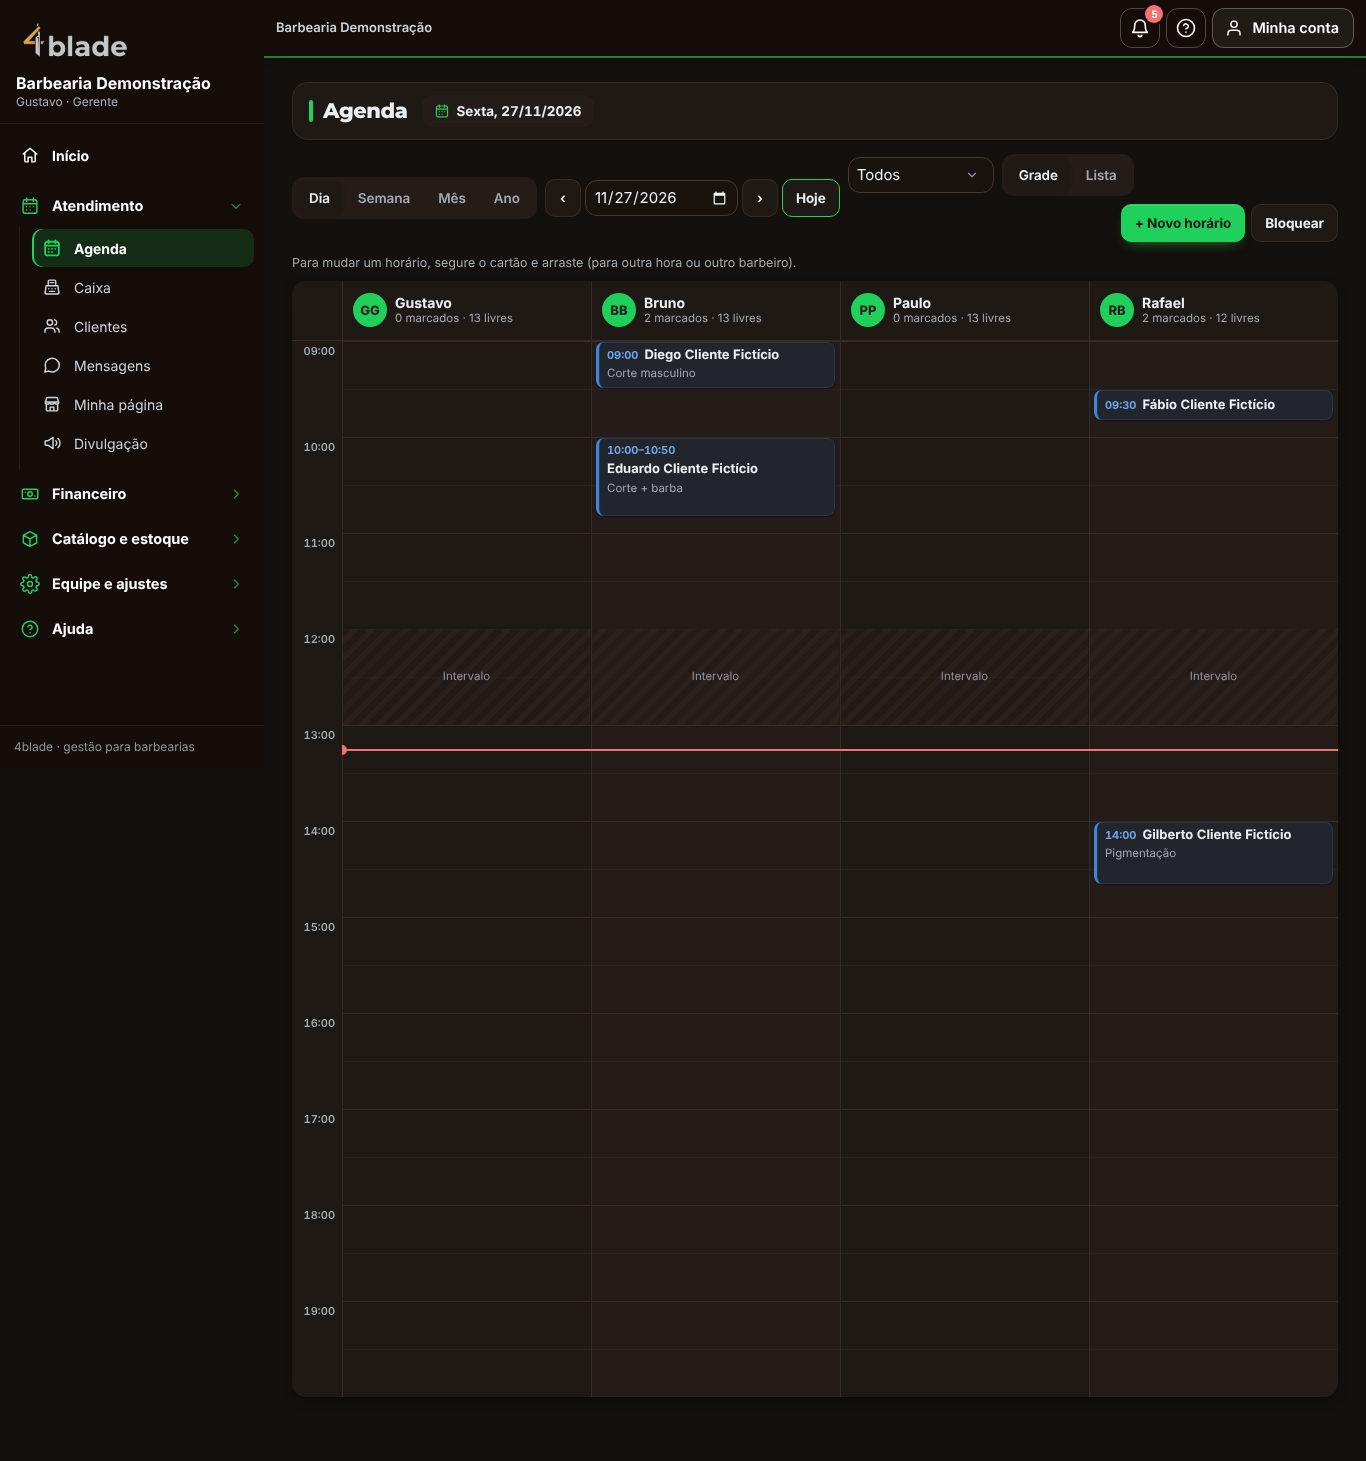 4blade
Barbearia Demonstração
Gustavo · Gerente
Início
Atendimento
Agenda
Caixa
Clientes
Mensagens
Minha página
Divulgação
Financeiro
Catálogo e estoque
Equipe e ajustes
Ajuda
4blade · gestão para barbearias
Barbearia Demonstração
5
Minha conta
Agenda
Sexta, 27/11/2026
Dia
Semana
Mês
Ano
‹
11/27/2026
›
Hoje
Todos
Grade
Lista
+ Novo horário
Bloquear
Para mudar um horário, segure o cartão e arraste (para outra hora ou outro barbeiro).
GG
Gustavo
0 marcados · 13 livres
BB
Bruno
2 marcados · 13 livres
PP
Paulo
0 marcados · 13 livres
RB
Rafael
2 marcados · 12 livres
09:00
09:00 Diego Cliente Fictício
Corte masculino
09:30 Fábio Cliente Fictício
10:00
10:00–10:50
Eduardo Cliente Fictício
Corte + barba
11:00
12:00
Intervalo
Intervalo
Intervalo
Intervalo
13:00
14:00
14:00 Gilberto Cliente Fictício
Pigmentação
15:00
16:00
17:00
18:00
19:00